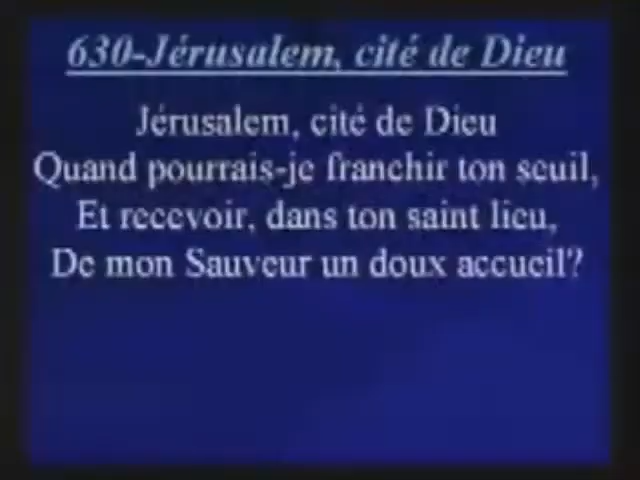 630-Jérusalem, cité de Dieu
Jérusalem, cité de Dieu
Quand pourrais-je franchir ton seuil,
Et recevoir, dans ton saint lieu,
De mon Sauveur un doux accueil?